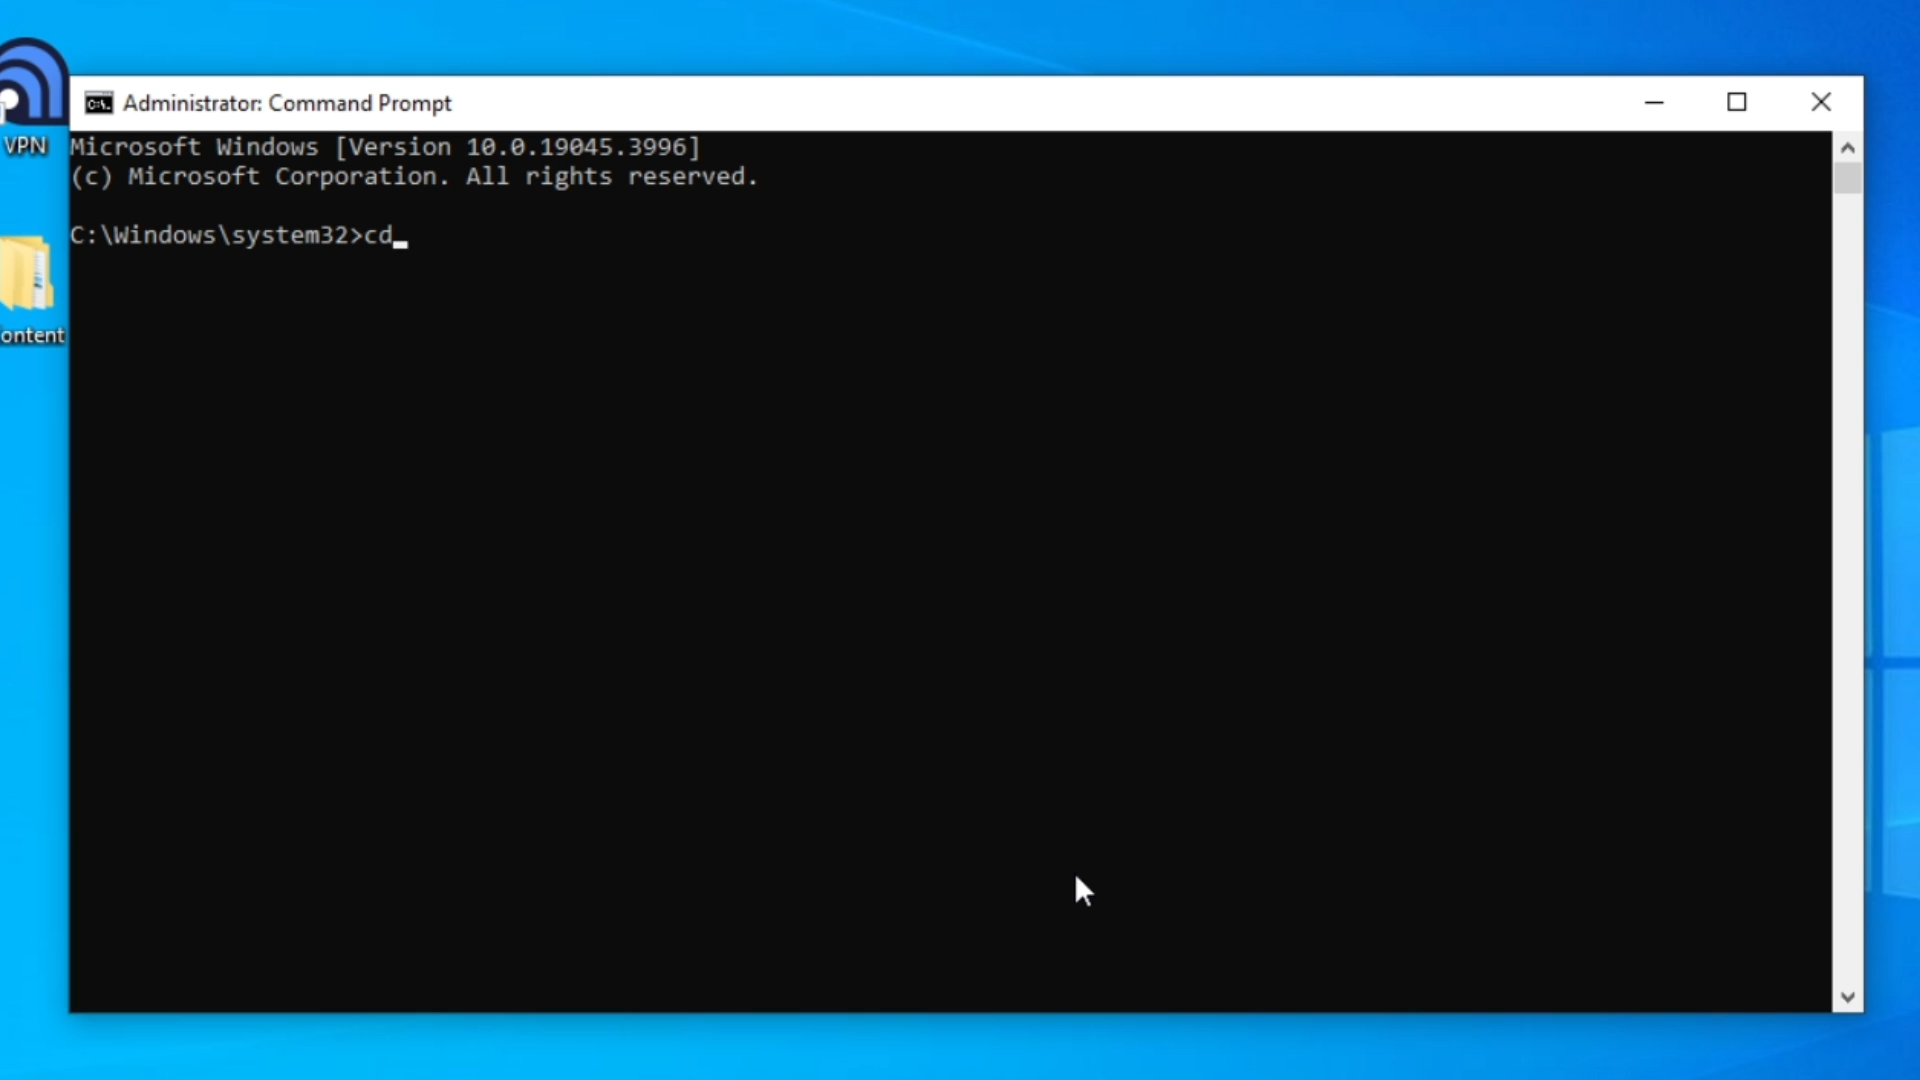 Administrator: Command Prompt
VPN
Microsoft Windows [Version 10.0.19045.3996]
(c) Microsoft Corporation. All rights reserved.
C:\Windows\system32>cd
ontent